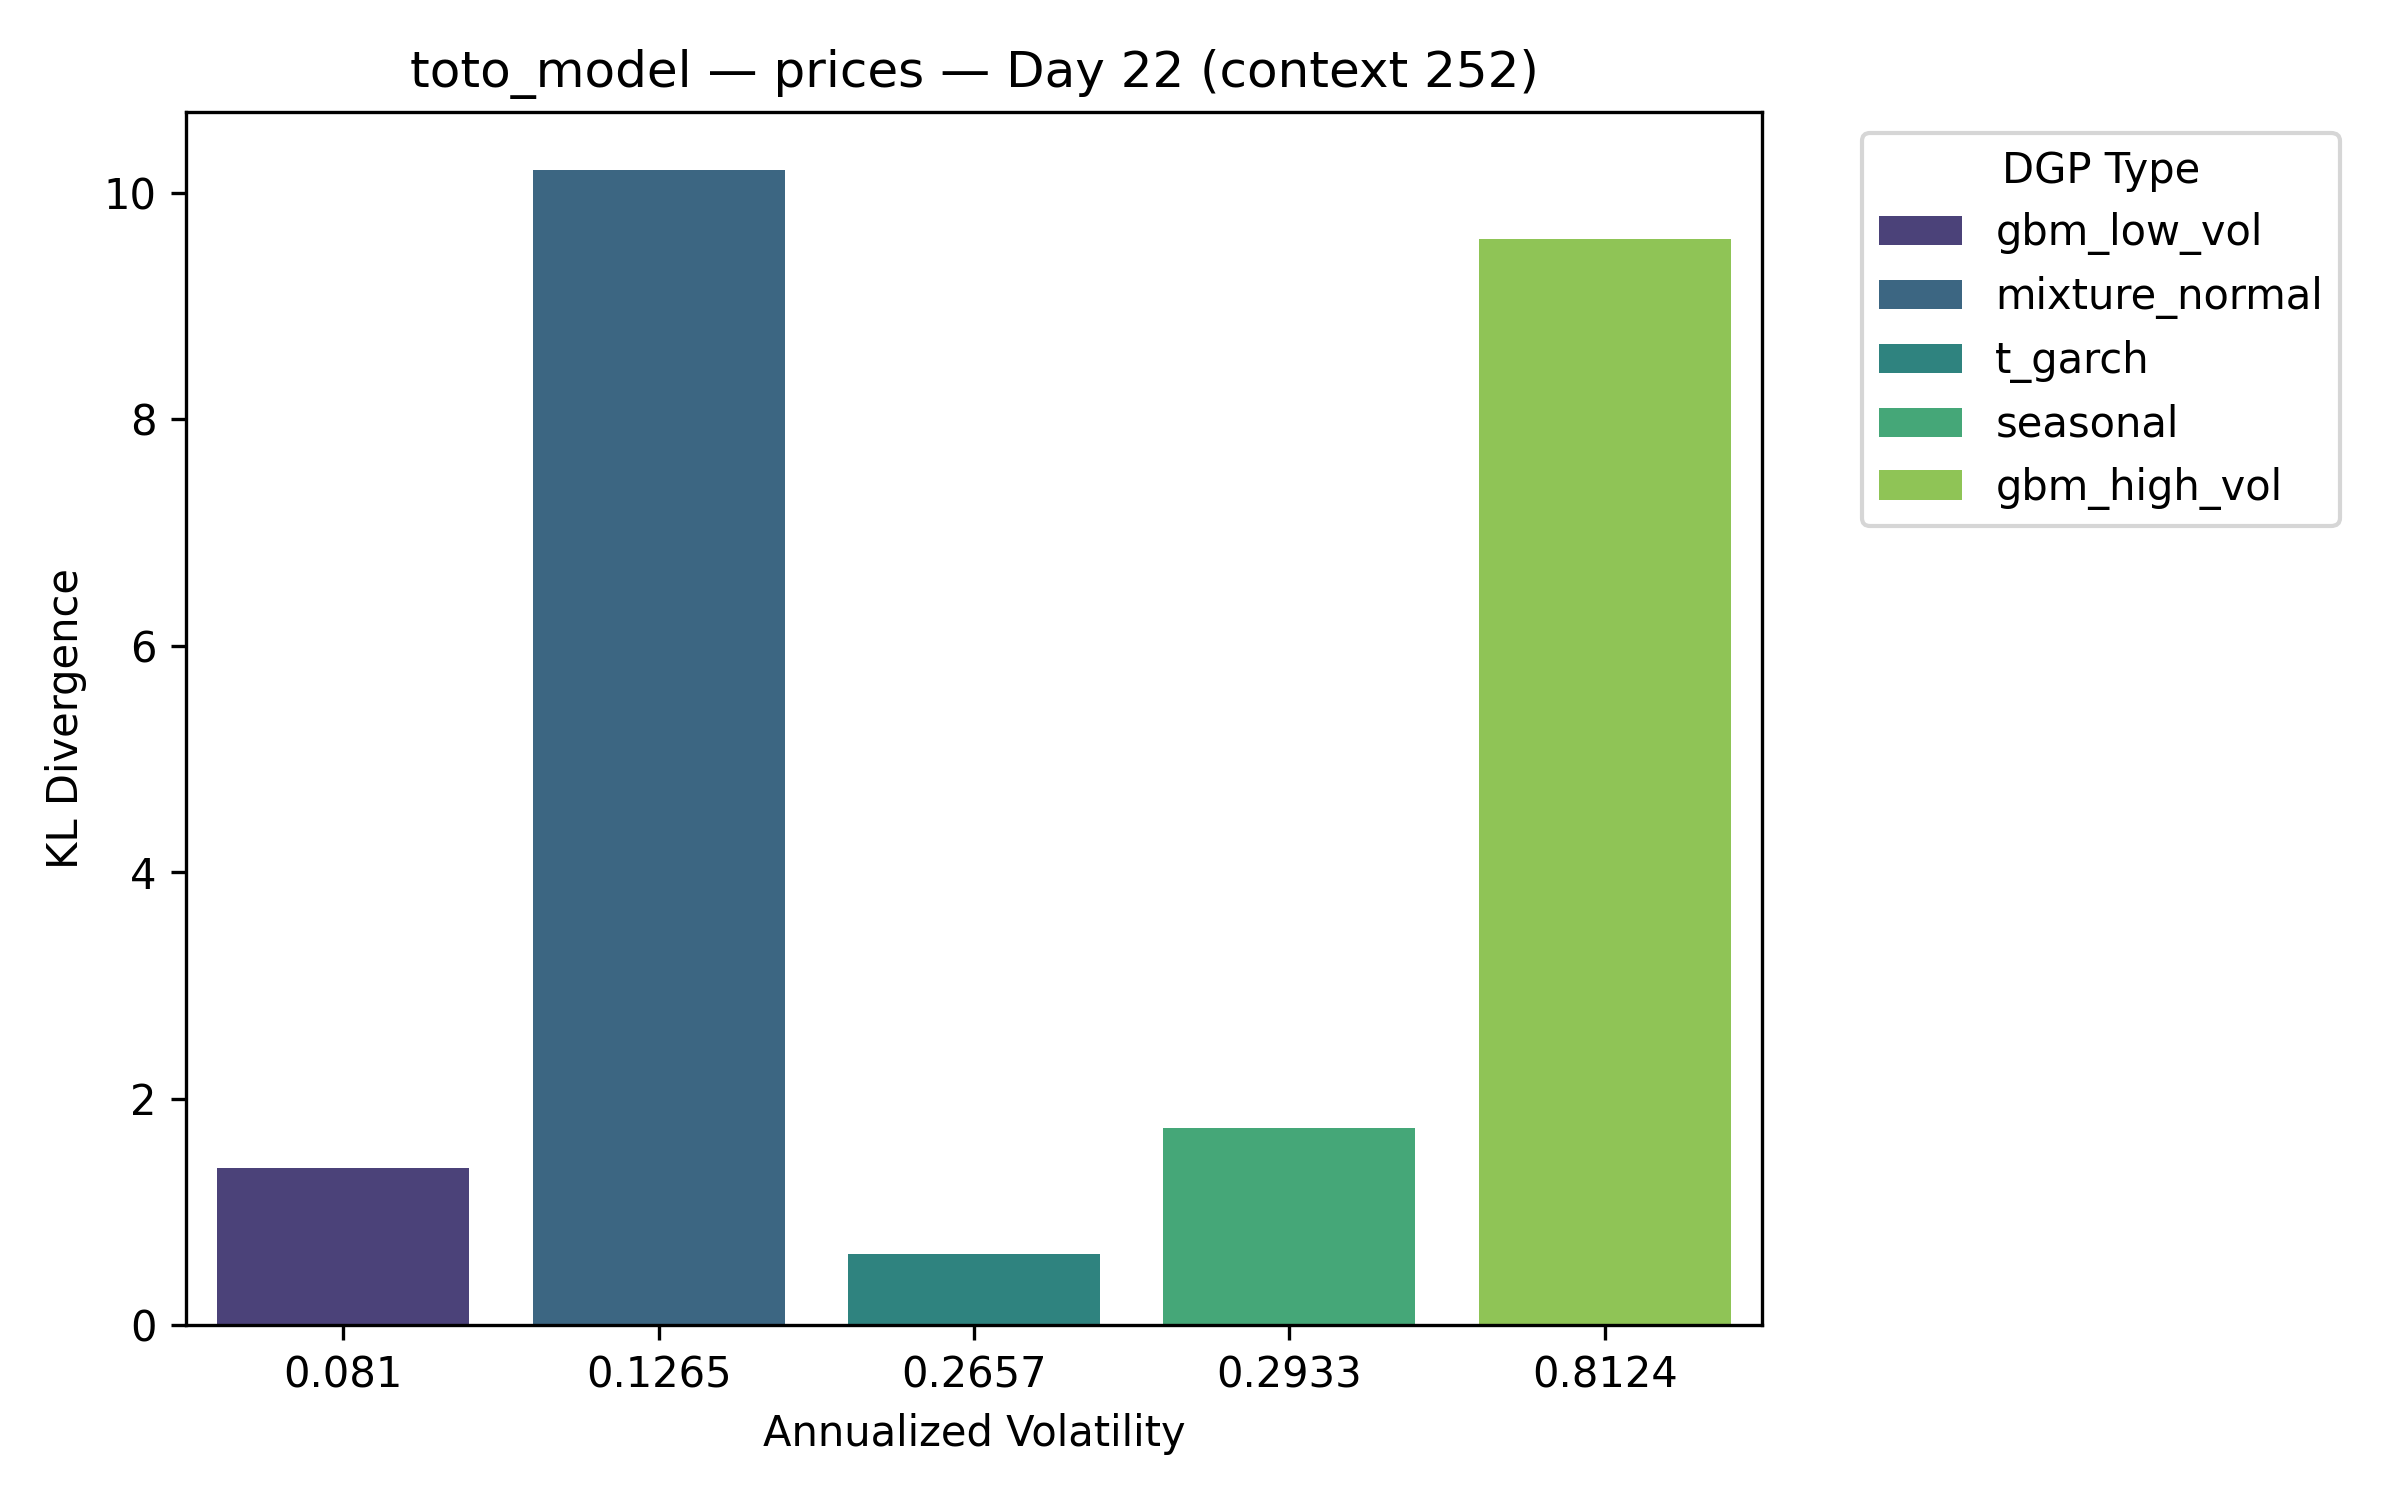 toto_model — prices — Day 22 (context 252)
DGP Type
gbm_low_vol
mixture_normal
t_garch
seasonal
gbm_high_vol
KL Divergence
10
8
6
4
2
0
0.081 0.1265 0.2657 0.2933 0.8124
Annualized Volatility